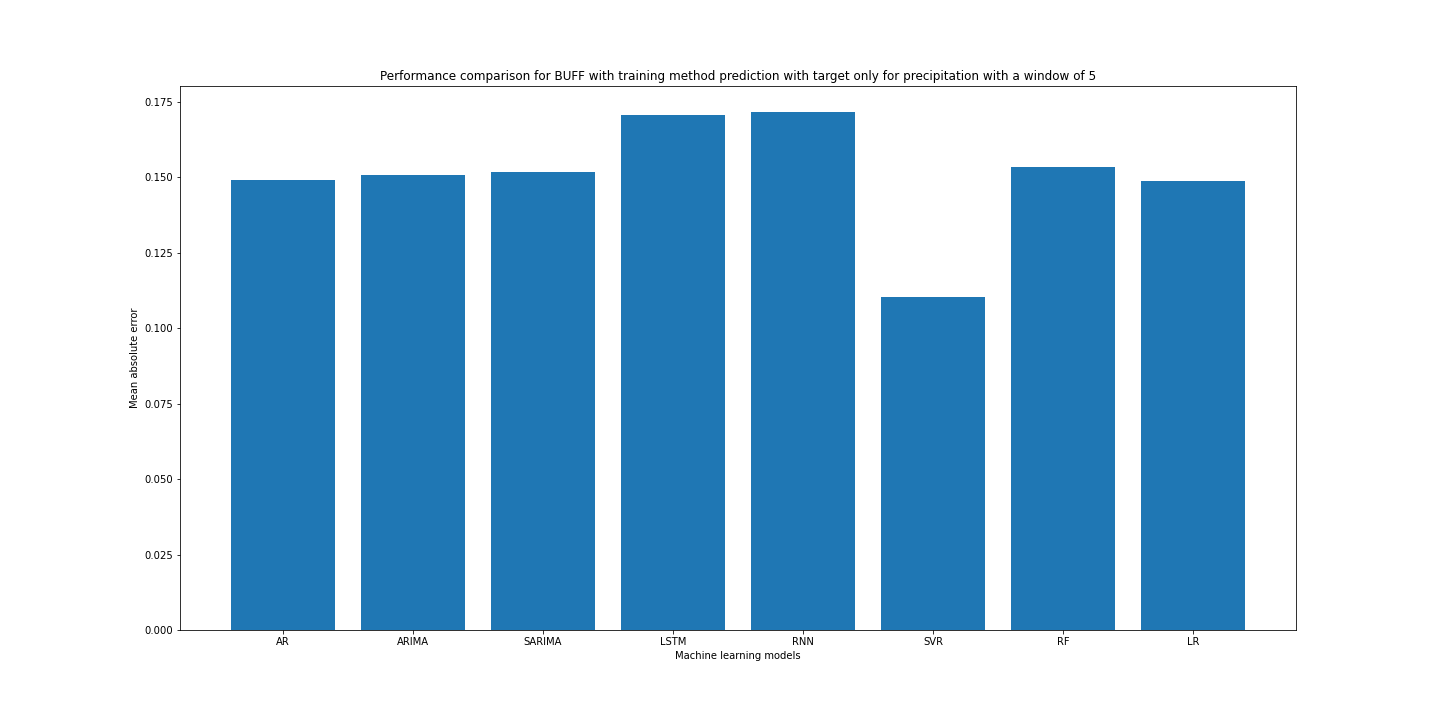 Performance comparison for BUFF with training method prediction with target only for precipitation with a window of 5
Mean absolute error
0.175
0.150
0.125
0.100
0.075
0.050
0.025
0.000
AR ARIMA SARIMA LSTM RNN SVR RF LR
Machine learning models